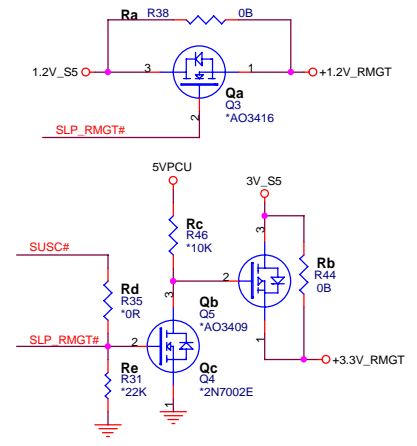 Ra R38 0B
1.2V_S5 3 1 +1.2V_RMGT
Qa
Q3
*AO3416
2
SLP_RMGT#
5VPCU 3V_S5
Rc
R46
*10K
SUSC#
3
Rb
R44
0B
Rd
R35
*0R
3 Qb 2
Q5
*AO3409
SLP_RMGT# 2
1
+3.3V_RMGT
Re
R31
*22K
Qc
Q4
*2N7002E
1